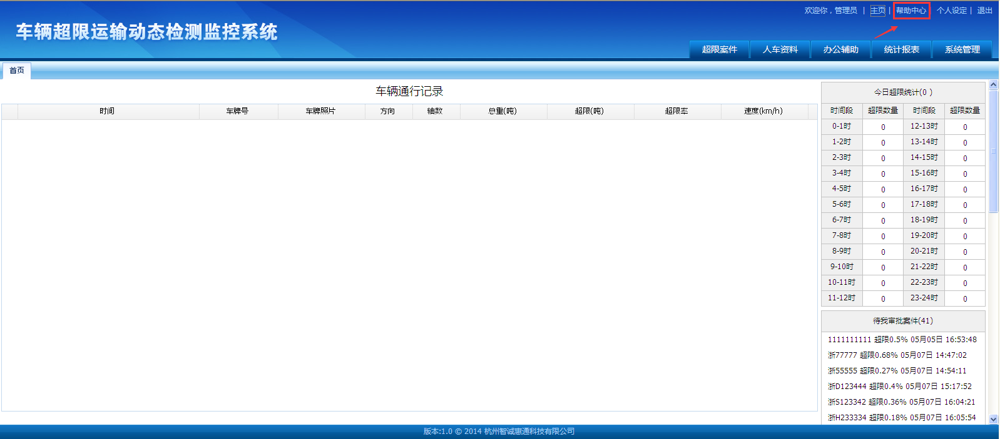 欢迎你，管理员 | 主页 | 帮助中心 个人设定 | 退出
车辆超限运输动态检测监控系统
超限案件 人车资料 办公辅助 统计报表 系统管理
首页
车辆通行记录
时间 车牌号 车牌照片 方向 轴数 总重(吨) 超限(吨) 超限率 速度(km/h)
今日超限统计(0 )
时间段 超限数量 时间段 超限数量
0-1时 0 12-13时 0
1-2时 0 13-14时 0
2-3时 0 14-15时 0
3-4时 0 15-16时 0
4-5时 0 16-17时 0
5-6时 0 17-18时 0
6-7时 0 18-19时 0
7-8时 0 19-20时 0
8-9时 0 20-21时 0
9-10时 0 21-22时 0
10-11时 0 22-23时 0
11-12时 0 23-24时 0
待我审批案件(41)
1111111111 超限0.5% 05月05日 16:53:48
浙77777 超限0.68% 05月07日 14:47:02
浙55555 超限0.27% 05月07日 14:54:11
浙D123444 超限0.4% 05月07日 15:17:52
浙S123342 超限0.36% 05月07日 16:04:21
浙H233334 超限0.18% 05月07日 16:05:54
版本:1.0 © 2014 杭州智诚惠通科技有限公司